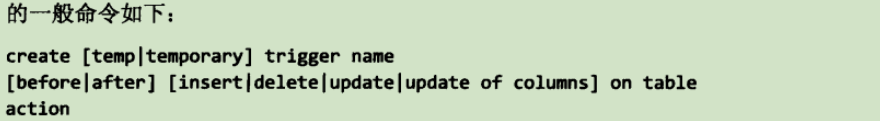 的一般命令如下：
create [temp|temporary] trigger name
[before|after] [insert|delete|update|update of columns] on table
action